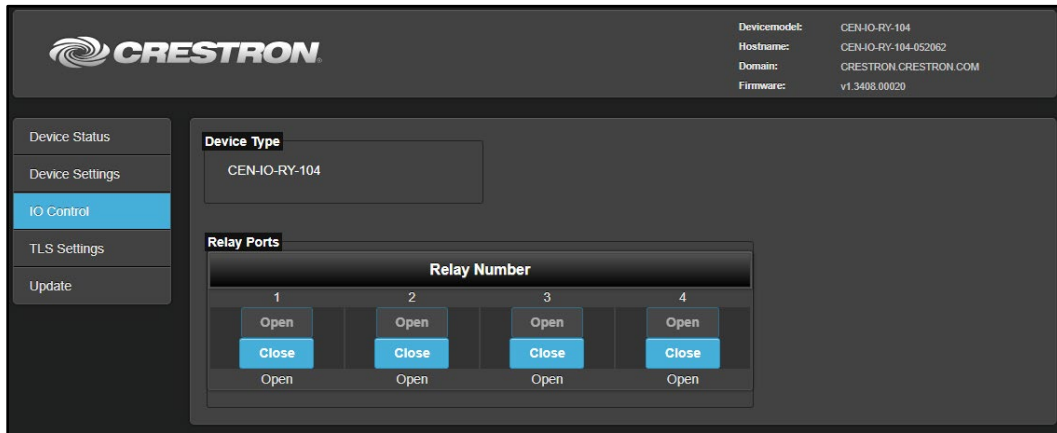 CRESTRON
Devicemodel: CEN-IO-RY-104
Hostname: CEN-IO-RY-104-052062
Domain: CRESTRON.CRESTRON.COM
Firmware: v1.3408.00020
Device Status
Device Settings
IO Control
TLS Settings
Update
Device Type
CEN-IO-RY-104
Relay Ports
Relay Number
1 2 3 4
Open Open Open Open
Close Close Close Close
Open Open Open Open